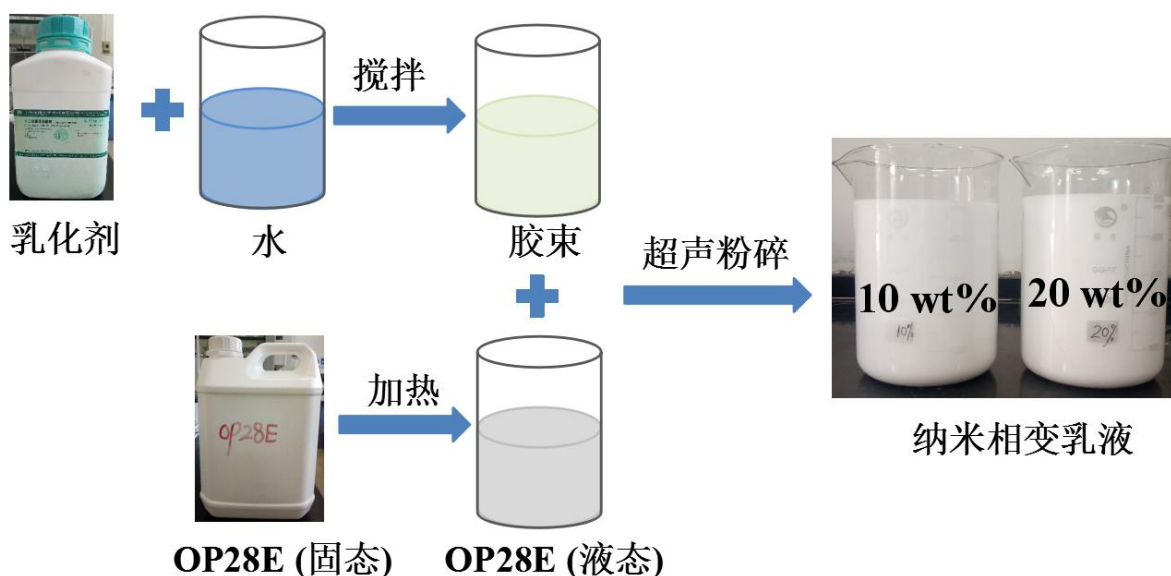 搅拌
乳化剂
水
胶束
超声粉碎
10 wt%
20 wt%
10%
20%
加热
OP28E
纳米相变乳液
OP28E (固态)
OP28E (液态)